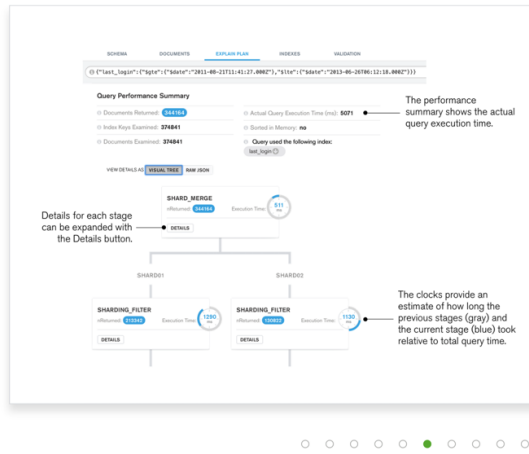 SCHEMA DOCUMENTS EXPLAIN PLAN INDEXES VALIDATION
{"last_login":{"$gte":{"$date":"2011-08-21T11:41:27.000Z"},"$lte":{"$date":"2013-06-26T06:12:18.000Z"}}}
Query Performance Summary
Documents Returned: 344164
Actual Query Execution Time (ms): 5071
Index Keys Examined: 374841
Sorted in Memory: no
Documents Examined: 374841
Query used the following index:
last_login
The performance
summary shows the actual
query execution time.
VIEW DETAILS AS VISUAL TREE RAW JSON
SHARD_MERGE
nReturned: 344164 Execution Time: 511 ms
DETAILS
Details for each stage
can be expanded with
the Details button.
SHARD01 SHARD02
SHARDING_FILTER
nReturned: 213342 Execution Time: 1290 ms
DETAILS
SHARDING_FILTER
nReturned: 130822 Execution Time: 1130 ms
DETAILS
The clocks provide an
estimate of how long the
previous stages (gray) and
the current stage (blue) took
relative to total query time.